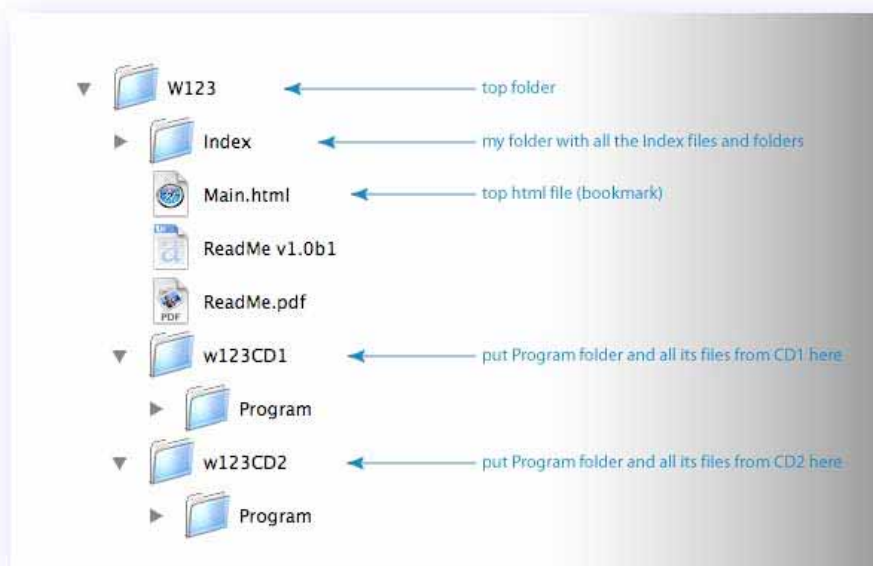 W123 top folder
Index my folder with all the Index files and folders
Main.html top html file (bookmark)
ReadMe v1.0b1
ReadMe.pdf
PDF
w123CD1 put Program folder and all its files from CD1 here
Program
w123CD2 put Program folder and all its files from CD2 here
Program